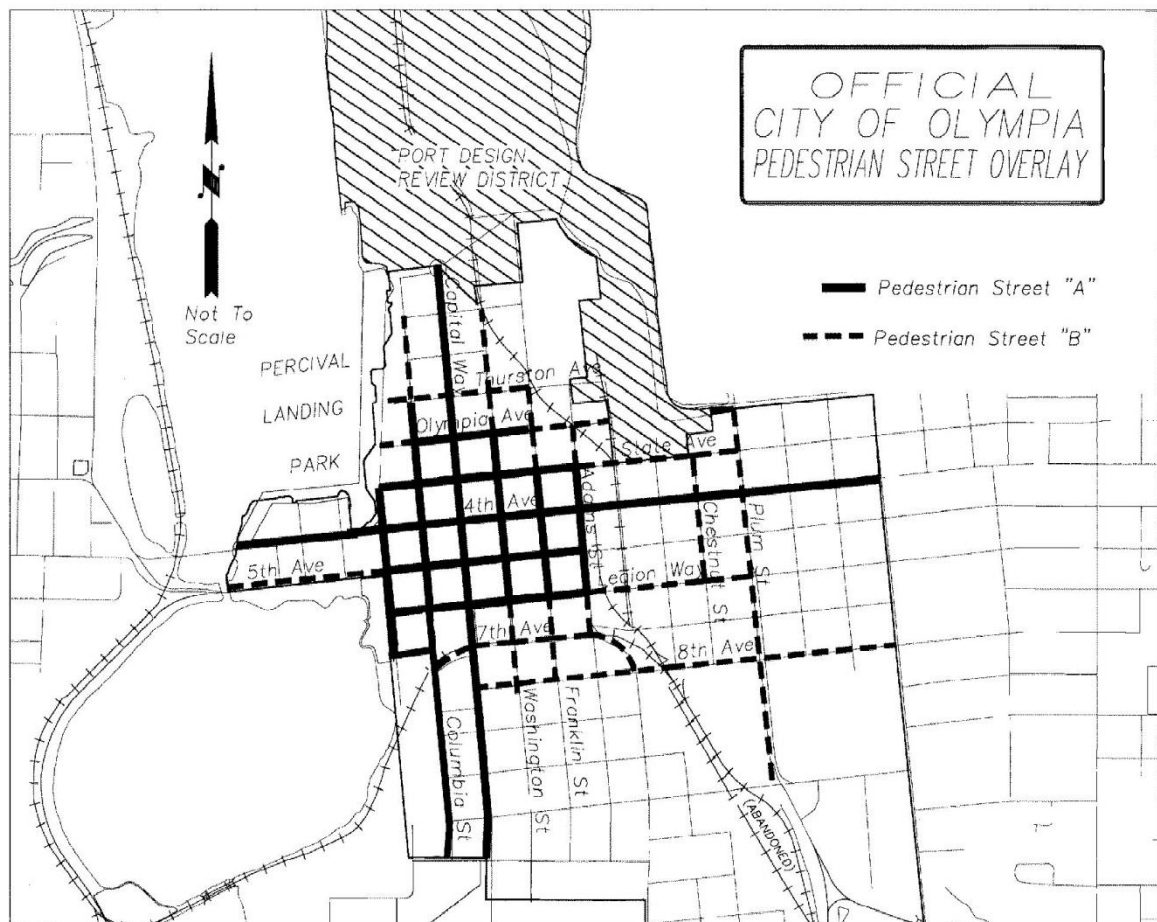 OFFICIAL
CITY OF OLYMPIA
PEDESTRIAN STREET OVERLAY
PORT DESIGN
REVIEW DISTRICT
N
Not To
Scale
Pedestrian Street "A"
Pedestrian Street "B"
PERCIVAL
LANDING
PARK
Capital Way
Thurston Ave
Olympia Ave
State Ave
4th Ave
Adams St
Chestnut St
Plum St
5th Ave
egion Way
7th Ave
8th Ave
Columbia St
Washington St
Franklin St
(ABANDONED)